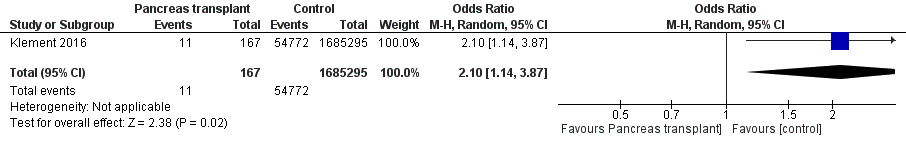 Pancreas transplant Control Odds Ratio Odds Ratio
Study or Subgroup Events Total Events Total Weight M-H, Random, 95% CI M-H, Random, 95% CI
Klement 2016 11 167 54772 1685295 100.0% 2.10 [1.14, 3.87]
Total (95% CI) 167 1685295 100.0% 2.10 [1.14, 3.87]
Total events 11 54772
Heterogeneity: Not applicable
Test for overall effect: Z = 2.38 (P = 0.02)
0.5 0.7 1 1.5 2
Favours Pancreas transplant] Favours [control]